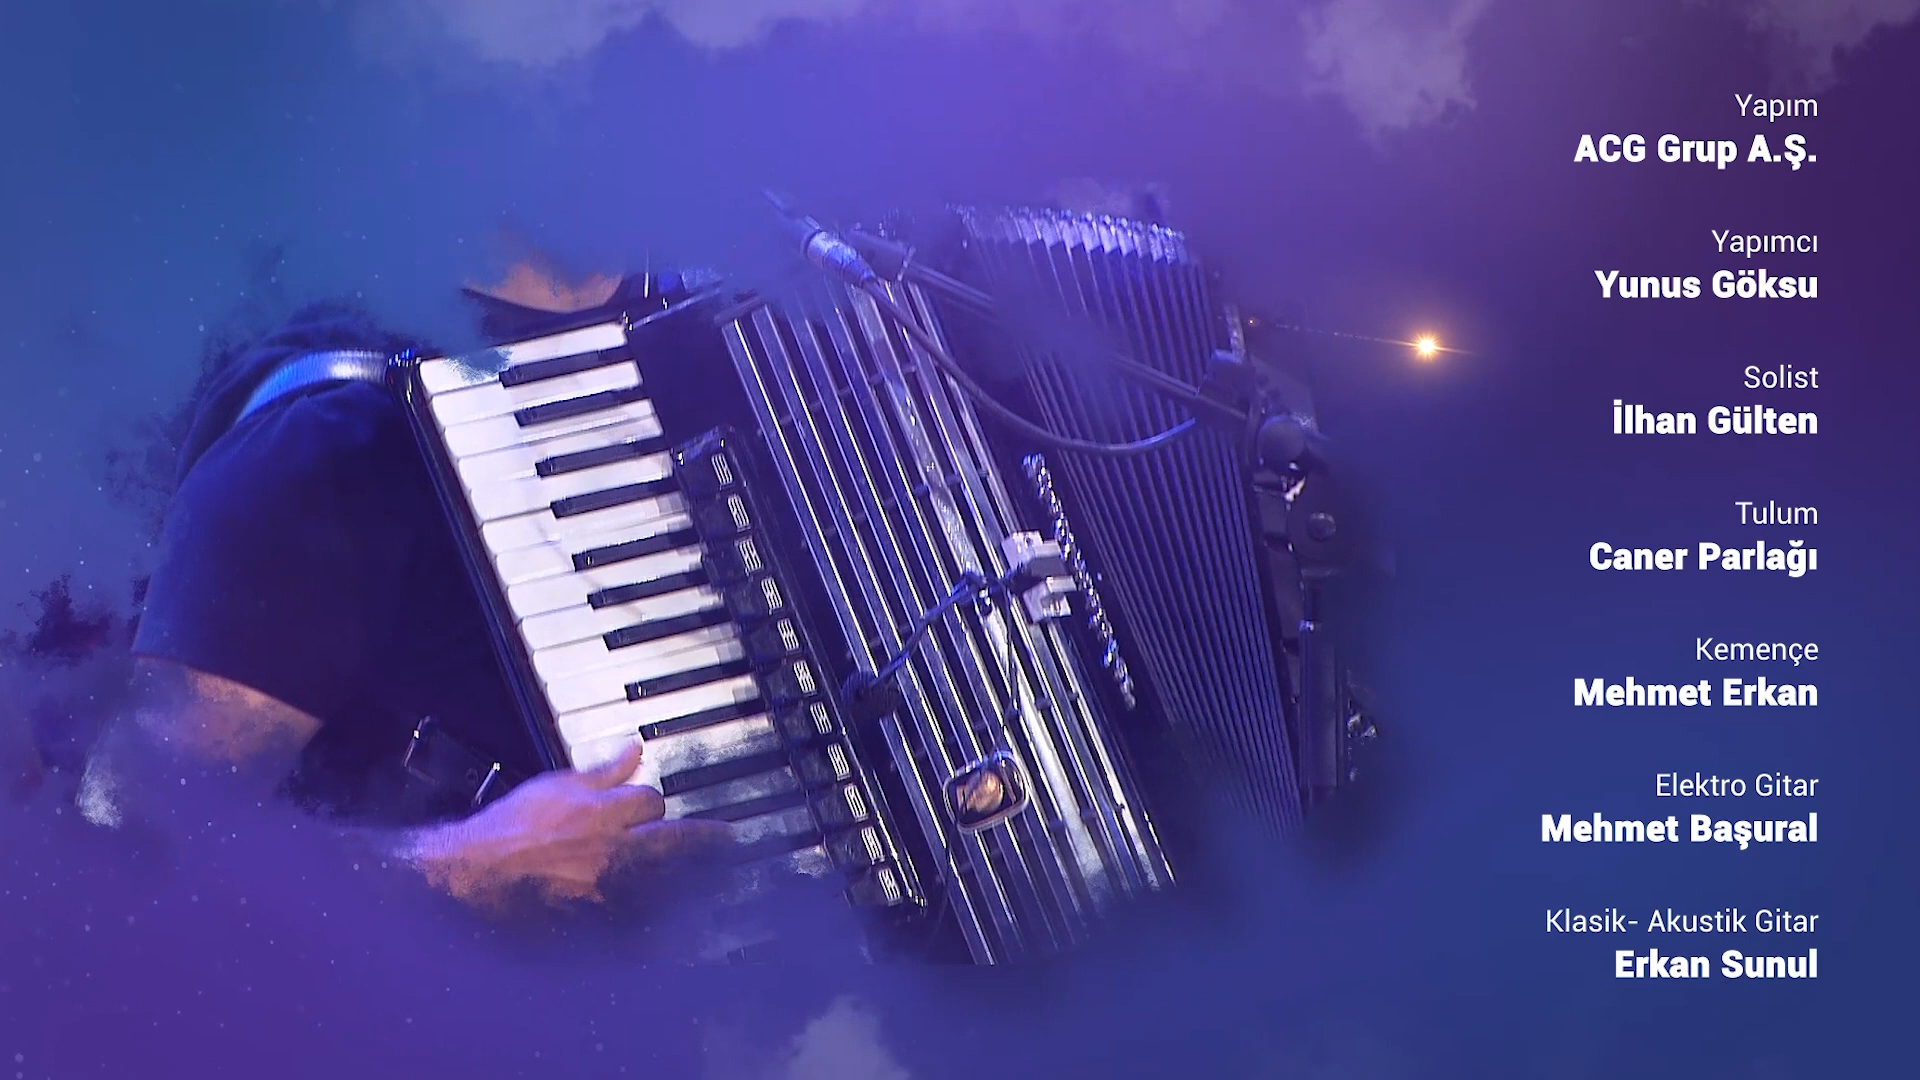 Yapım
ACG Grup A.Ş.
Yapımcı
Yunus Göksu
Solist
İlhan Gülten
Tulum
Caner Parlağı
Kemençe
Mehmet Erkan
Elektro Gitar
Mehmet Başural
Klasik- Akustik Gitar
Erkan Sunul